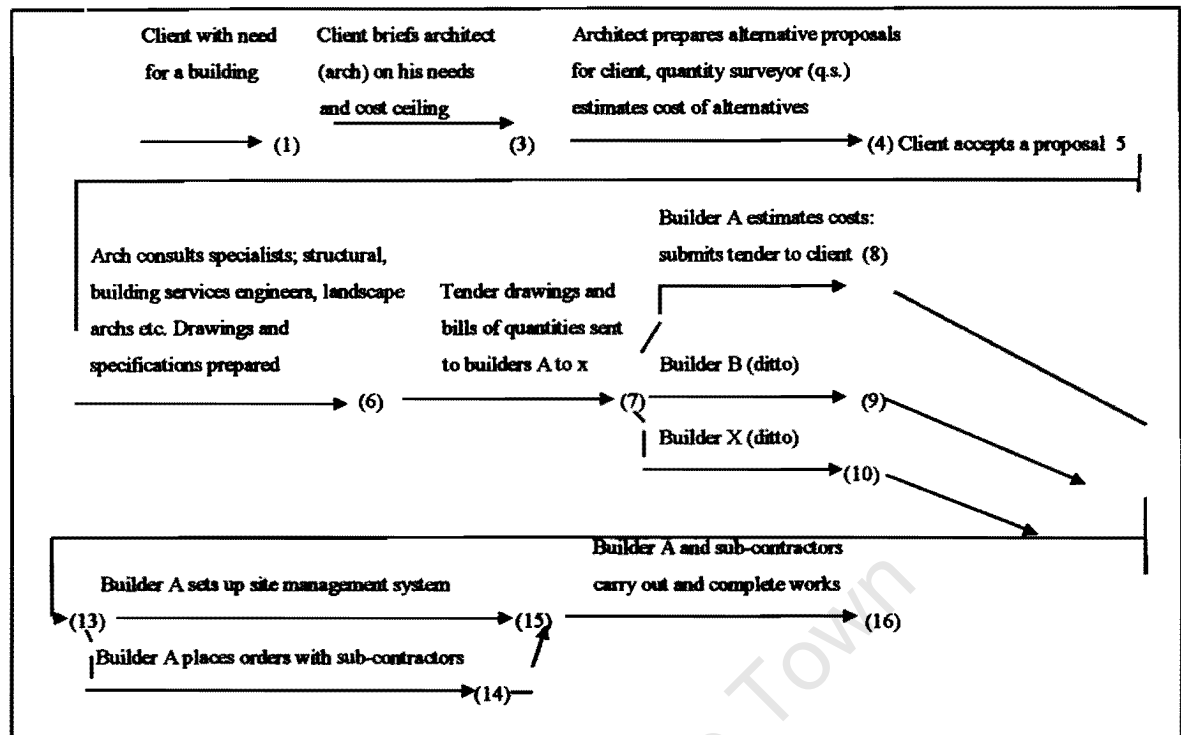 Client with need
for a building
(1)
Client briefs architect
(arch) on his needs
and cost ceiling
(3)
Architect prepares alternative proposals
for client, quantity surveyor (q.s.)
estimates cost of alternatives
(4) Client accepts a proposal 5
Arch consults specialists; structural,
building services engineers, landscape
archs etc. Drawings and
specifications prepared
(6)
Tender drawings and
bills of quantities sent
to builders A to x
(7)
Builder A estimates costs:
submits tender to client (8)
Builder B (ditto)
(9)
Builder X (ditto)
(10)
(13)
Builder A sets up site management system
(15)
Builder A places orders with sub-contractors
(14)
Builder A and sub-contractors
carry out and complete works
(16)
Town